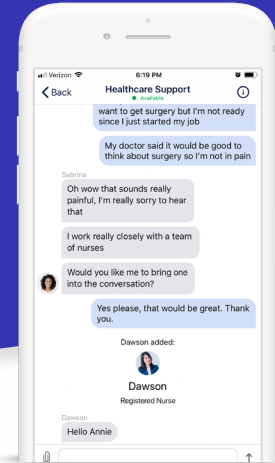 Verizon
6:19 PM
Back
Healthcare Support
Available
want to get surgery but I'm not ready
since I just started my job
My doctor said it would be good to
think about surgery so I'm not in pain
Sabrina
Oh wow that sounds really
painful, I'm really sorry to hear
that
I work really closely with a team
of nurses
Would you like me to bring one
into the conversation?
Yes please, that would be great. Thank
you.
Dawson added:
Dawson
Registered Nurse
Dawson
Hello Annie